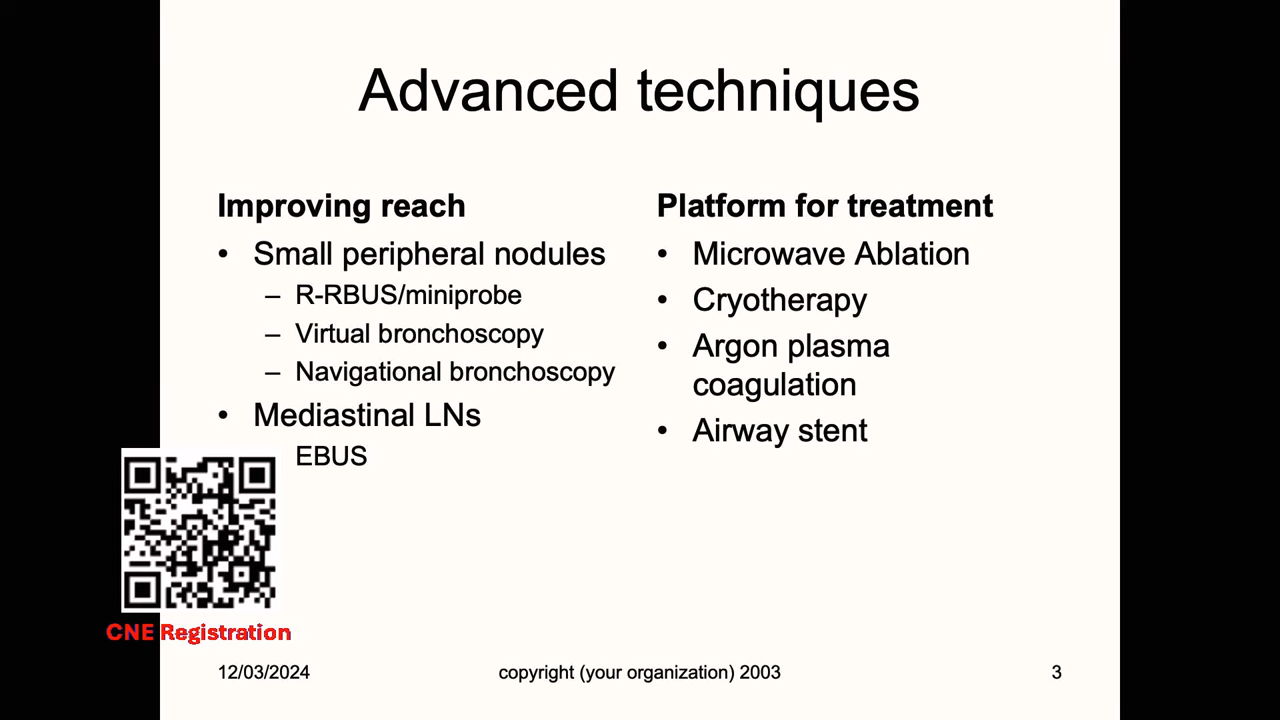 Advanced techniques
Improving reach
• Small peripheral nodules
– R-RBUS/miniprobe
– Virtual bronchoscopy
– Navigational bronchoscopy
• Mediastinal LNs
EBUS
Platform for treatment
• Microwave Ablation
• Cryotherapy
• Argon plasma
coagulation
• Airway stent
CNE Registration
12/03/2024
copyright (your organization) 2003
3